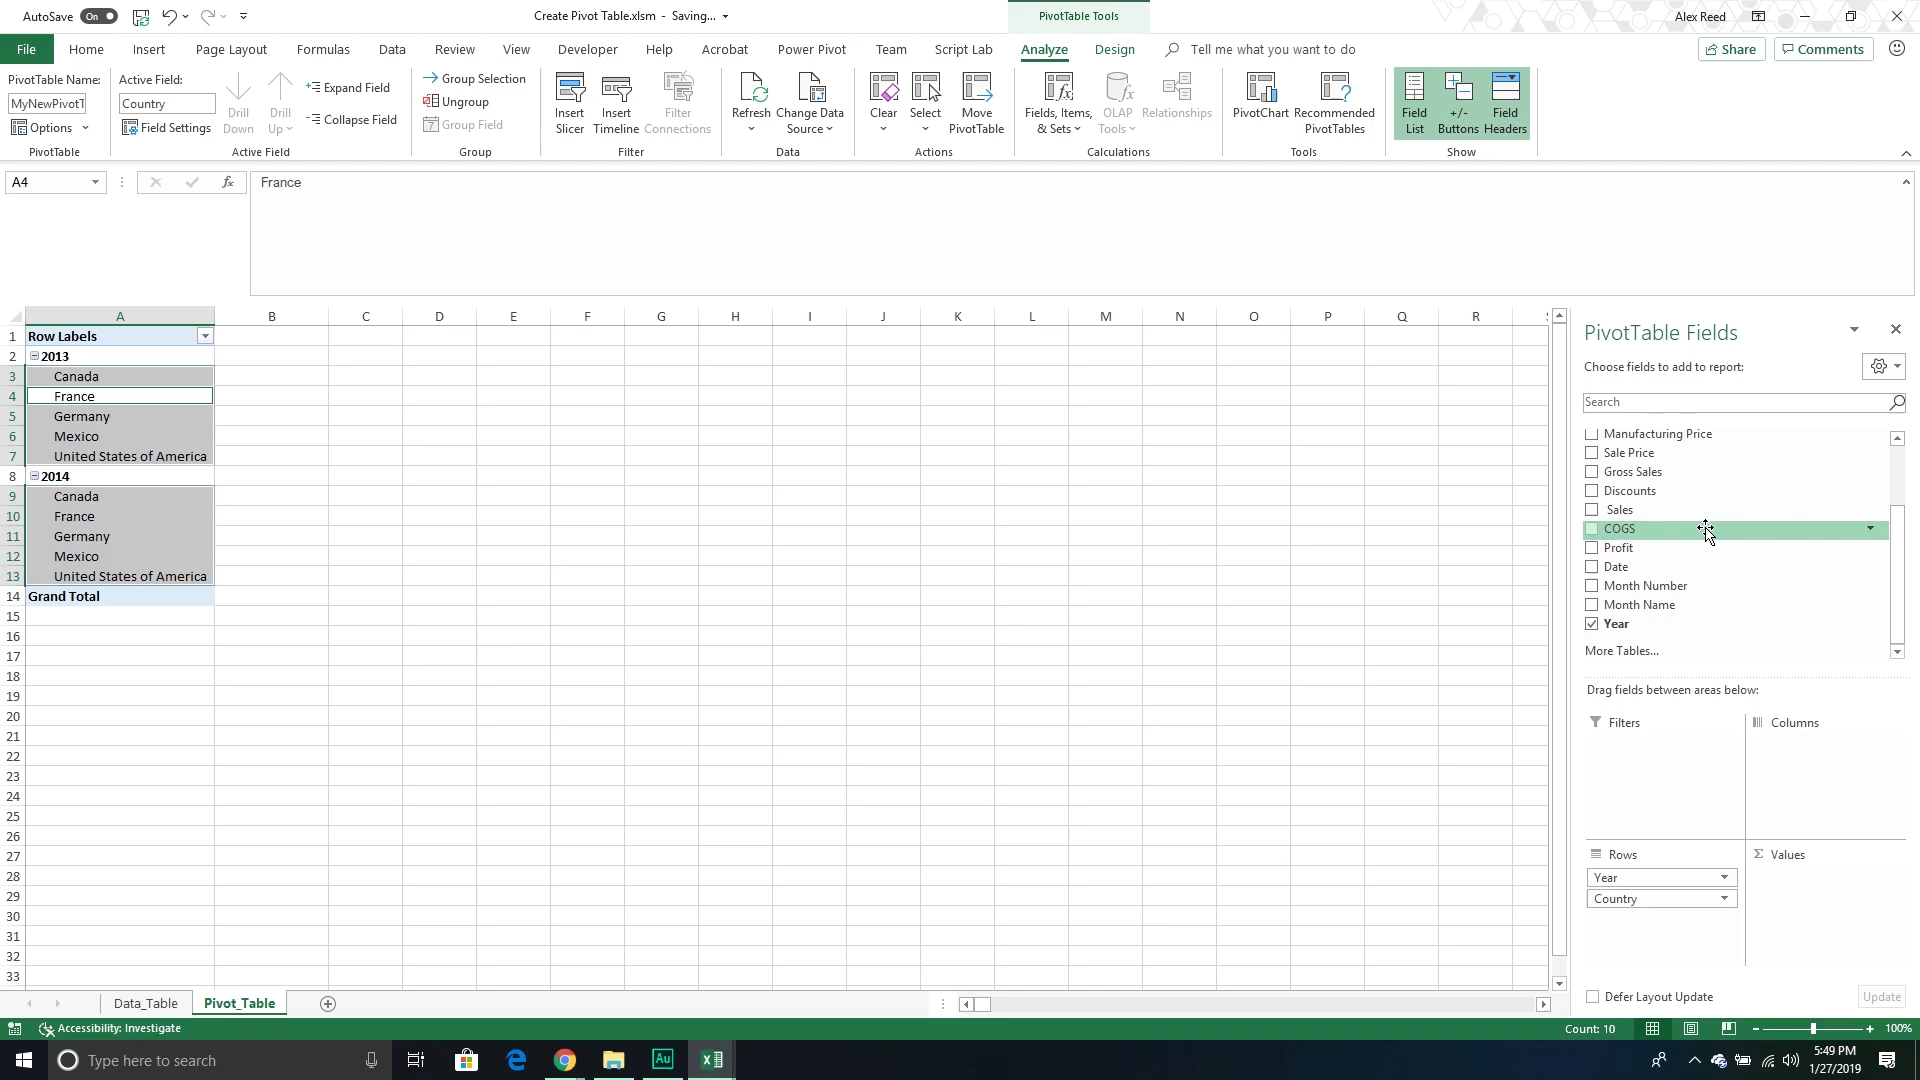 AutoSave On Create Pivot Table.xlsm - Saving... PivotTable Tools Alex Reed
File Home Insert Page Layout Formulas Data Review View Developer Help Acrobat Power Pivot Team Script Lab Analyze Design Tell me what you want to do Share Comments
PivotTable Name: Active Field:
MyNewPivotT Country
Options Field Settings
Drill Down
Drill Up
Expand Field
Collapse Field
Group Selection
Ungroup
Group Field
Insert Slicer
Insert Timeline
Filter Connections
Refresh
Change Data Source
Clear
Select
Move PivotTable
Fields, Items, & Sets
OLAP Tools
Relationships
PivotChart
Recommended PivotTables
Field List
+/- Buttons
Field Headers
PivotTable Active Field Group Filter Data Actions Calculations Tools Show
A4 fx France
A B C D E F G H I J K L M N O P Q R
1 Row Labels
2 2013
3 Canada
4 France
5 Germany
6 Mexico
7 United States of America
8 2014
9 Canada
10 France
11 Germany
12 Mexico
13 United States of America
14 Grand Total
15
16
17
18
19
20
21
22
23
24
25
26
27
28
29
30
31
32
33
PivotTable Fields
Choose fields to add to report:
Search
Manufacturing Price
Sale Price
Gross Sales
Discounts
Sales
COGS
Profit
Date
Month Number
Month Name
Year
More Tables...
Drag fields between areas below:
Filters Columns
Rows Values
Year
Country
Defer Layout Update Update
Data_Table Pivot_Table
Accessibility: Investigate Count: 10 100%
Type here to search Au 5:49 PM
1/27/2019